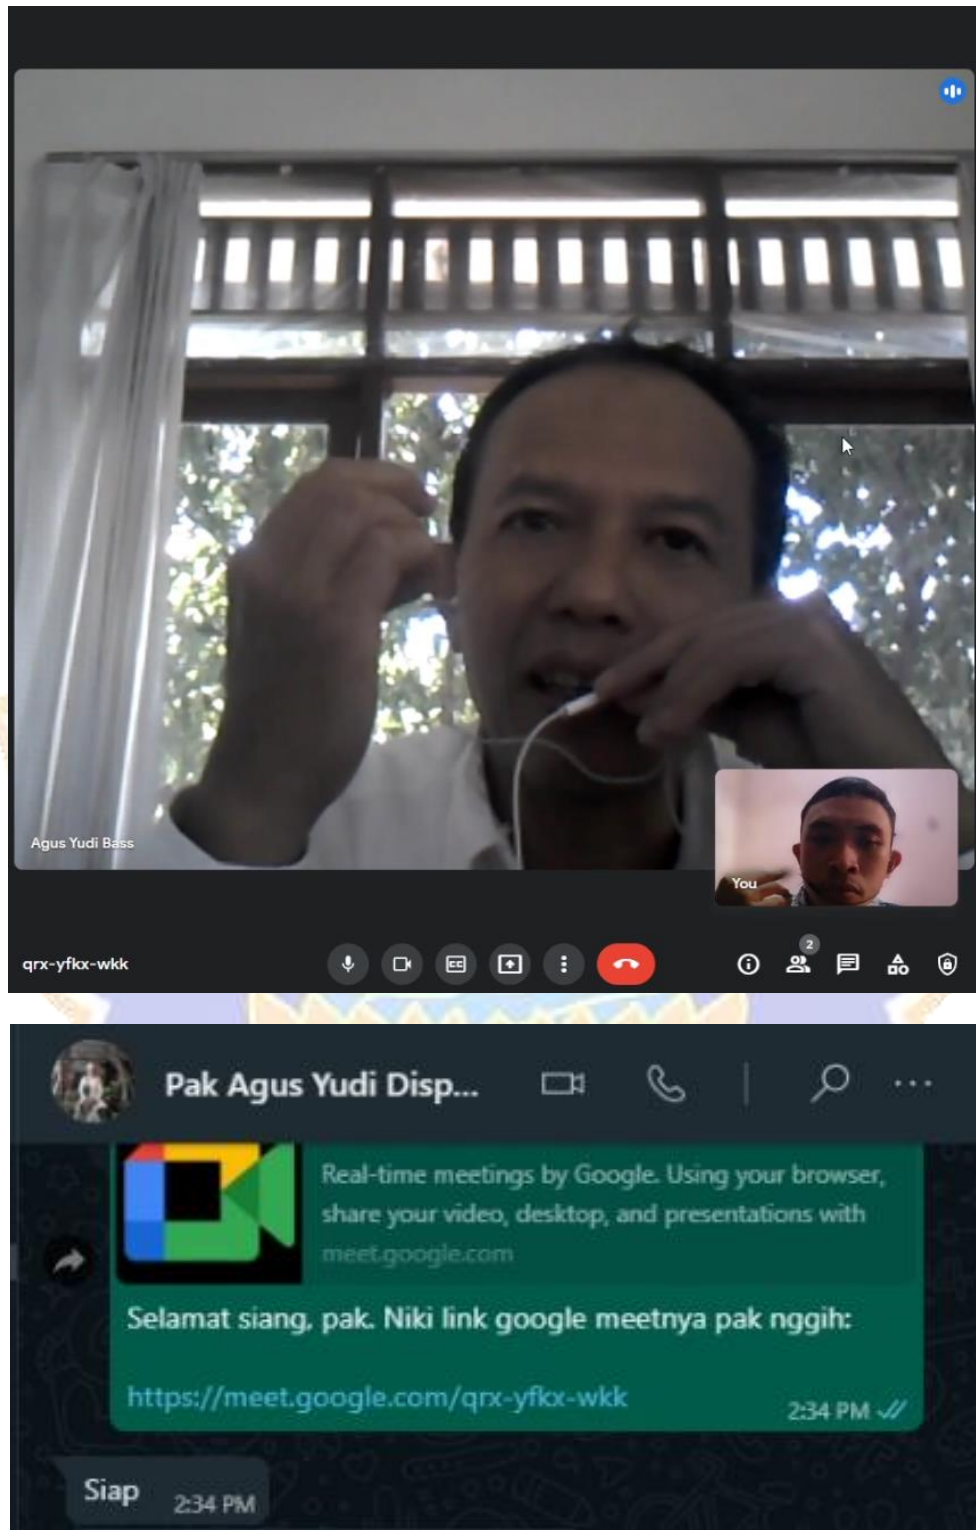 Agus Yudi Bass
You
qrx-yfkx-wkk
2
Pak Agus Yudi Disp...
Real-time meetings by Google. Using your browser,
share your video, desktop, and presentations with
meet.google.com
Selamat siang, pak. Niki link google meetnya pak nggih:
https://meet.google.com/qrx-yfkx-wkk
2:34 PM
Siap
2:34 PM